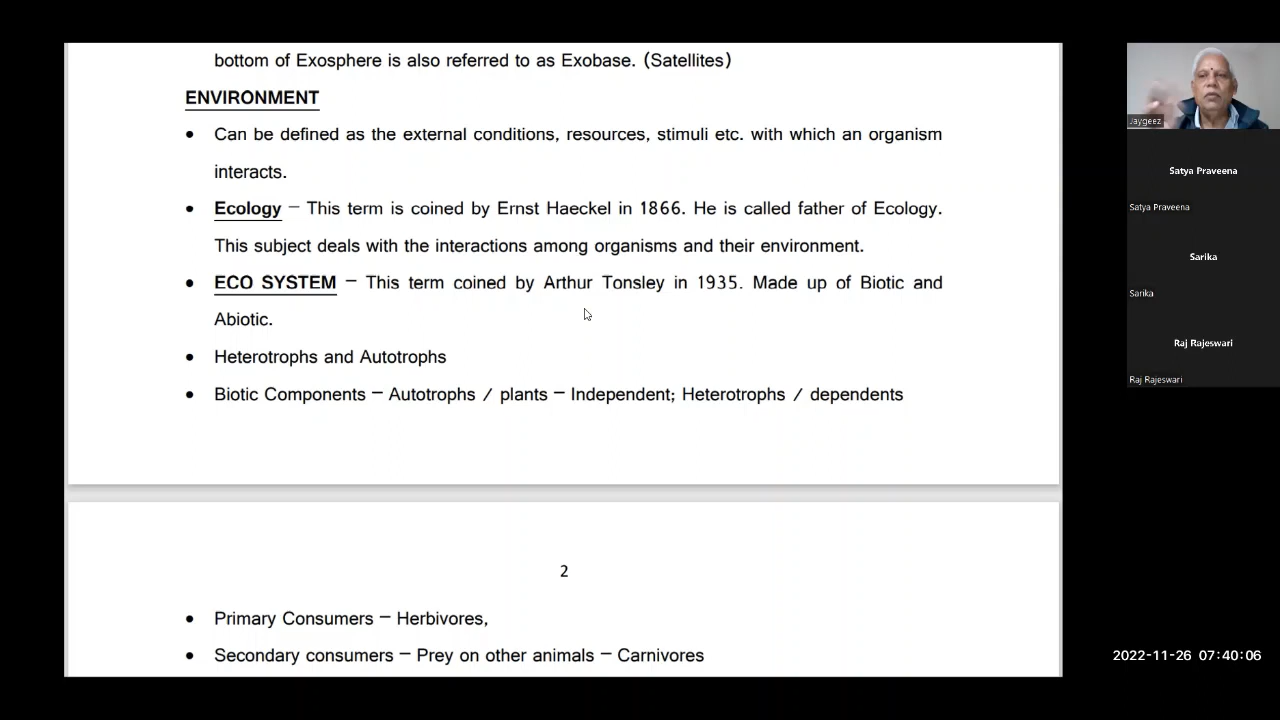 bottom of Exosphere is also referred to as Exobase. (Satellites)
ENVIRONMENT
• Can be defined as the external conditions, resources, stimuli etc. with which an organism
interacts.
• Ecology – This term is coined by Ernst Haeckel in 1866. He is called father of Ecology.
This subject deals with the interactions among organisms and their environment.
• ECO SYSTEM – This term coined by Arthur Tonsley in 1935. Made up of Biotic and
Abiotic.
• Heterotrophs and Autotrophs
• Biotic Components – Autotrophs / plants – Independent; Heterotrophs / dependents
2
• Primary Consumers – Herbivores,
• Secondary consumers – Prey on other animals – Carnivores
Jaygeez
Satya Praveena
Satya Praveena
Sarika
Sarika
Raj Rajeswari
Raj Rajeswari
2022-11-26 07:40:06